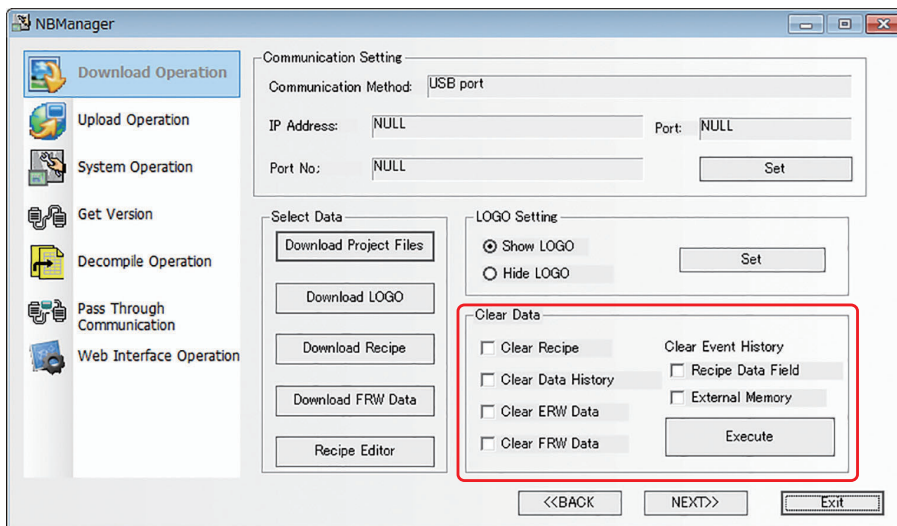 NBManager
Download Operation
Upload Operation
System Operation
Get Version
Decompile Operation
Pass Through
Communication
Web Interface Operation
Communication Setting
Communication Method: USB port
IP Address: NULL Port: NULL
Port No; NULL Set
Select Data
Download Project Files
Download LOGO
Download Recipe
Download FRW Data
Recipe Editor
LOGO Setting
Show LOGO
Hide LOGO
Set
Clear Data
Clear Recipe
Clear Data History
Clear ERW Data
Clear FRW Data
Clear Event History
Recipe Data Field
External Memory
Execute
<<BACK NEXT>> Exit